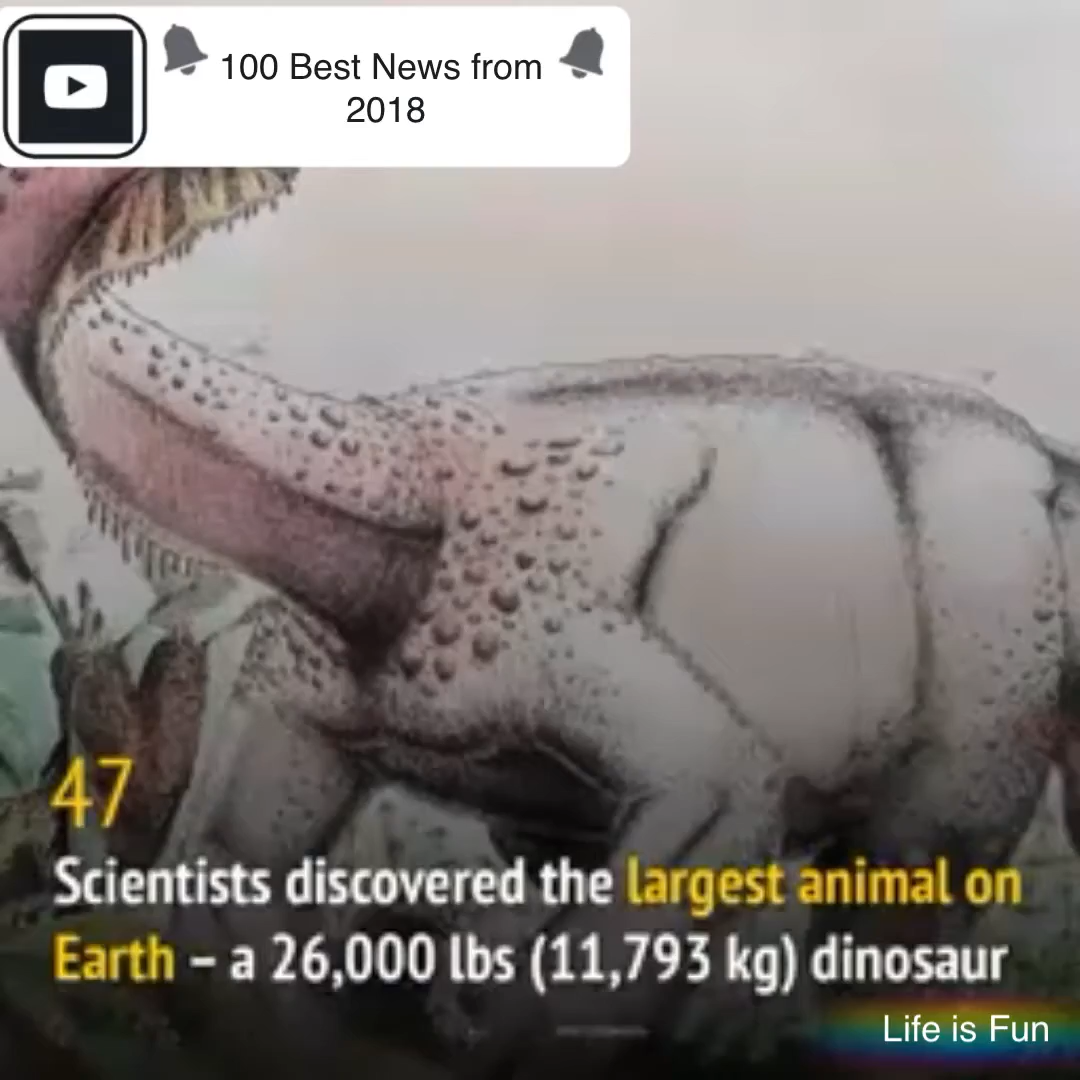 100 Best News from
2018
47
Scientists discovered the largest animal on
Earth – a 26,000 lbs (11,793 kg) dinosaur
Life is Fun